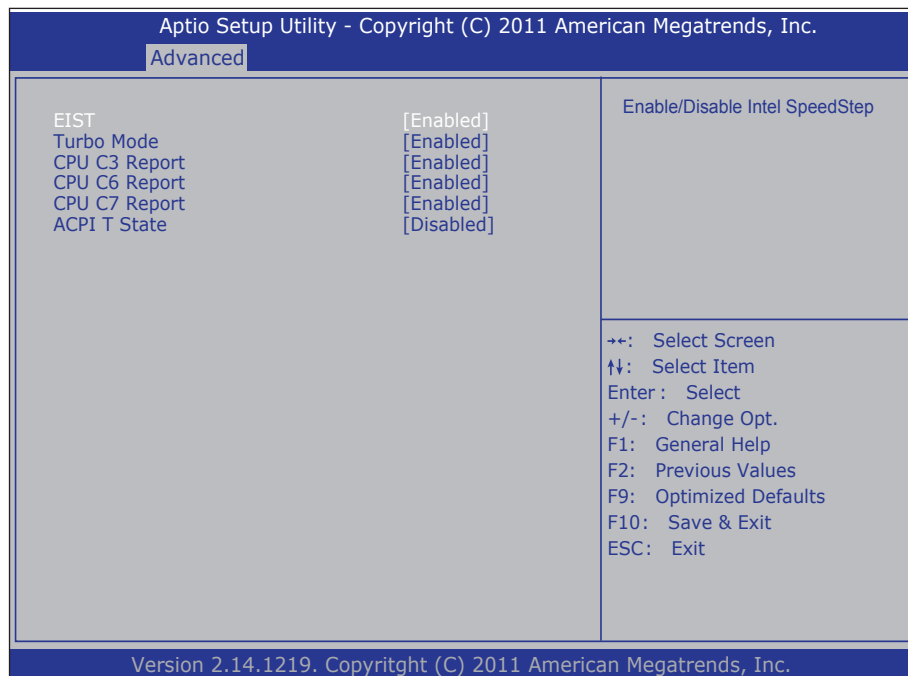 Aptio Setup Utility - Copyright (C) 2011 American Megatrends, Inc.
Advanced
EIST [Enabled]
Turbo Mode [Enabled]
CPU C3 Report [Enabled]
CPU C6 Report [Enabled]
CPU C7 Report [Enabled]
ACPI T State [Disabled]
Enable/Disable Intel SpeedStep
→←: Select Screen
↑↓: Select Item
Enter : Select
+/-: Change Opt.
F1: General Help
F2: Previous Values
F9: Optimized Defaults
F10: Save & Exit
ESC: Exit
Version 2.14.1219. Copyritght (C) 2011 American Megatrends, Inc.